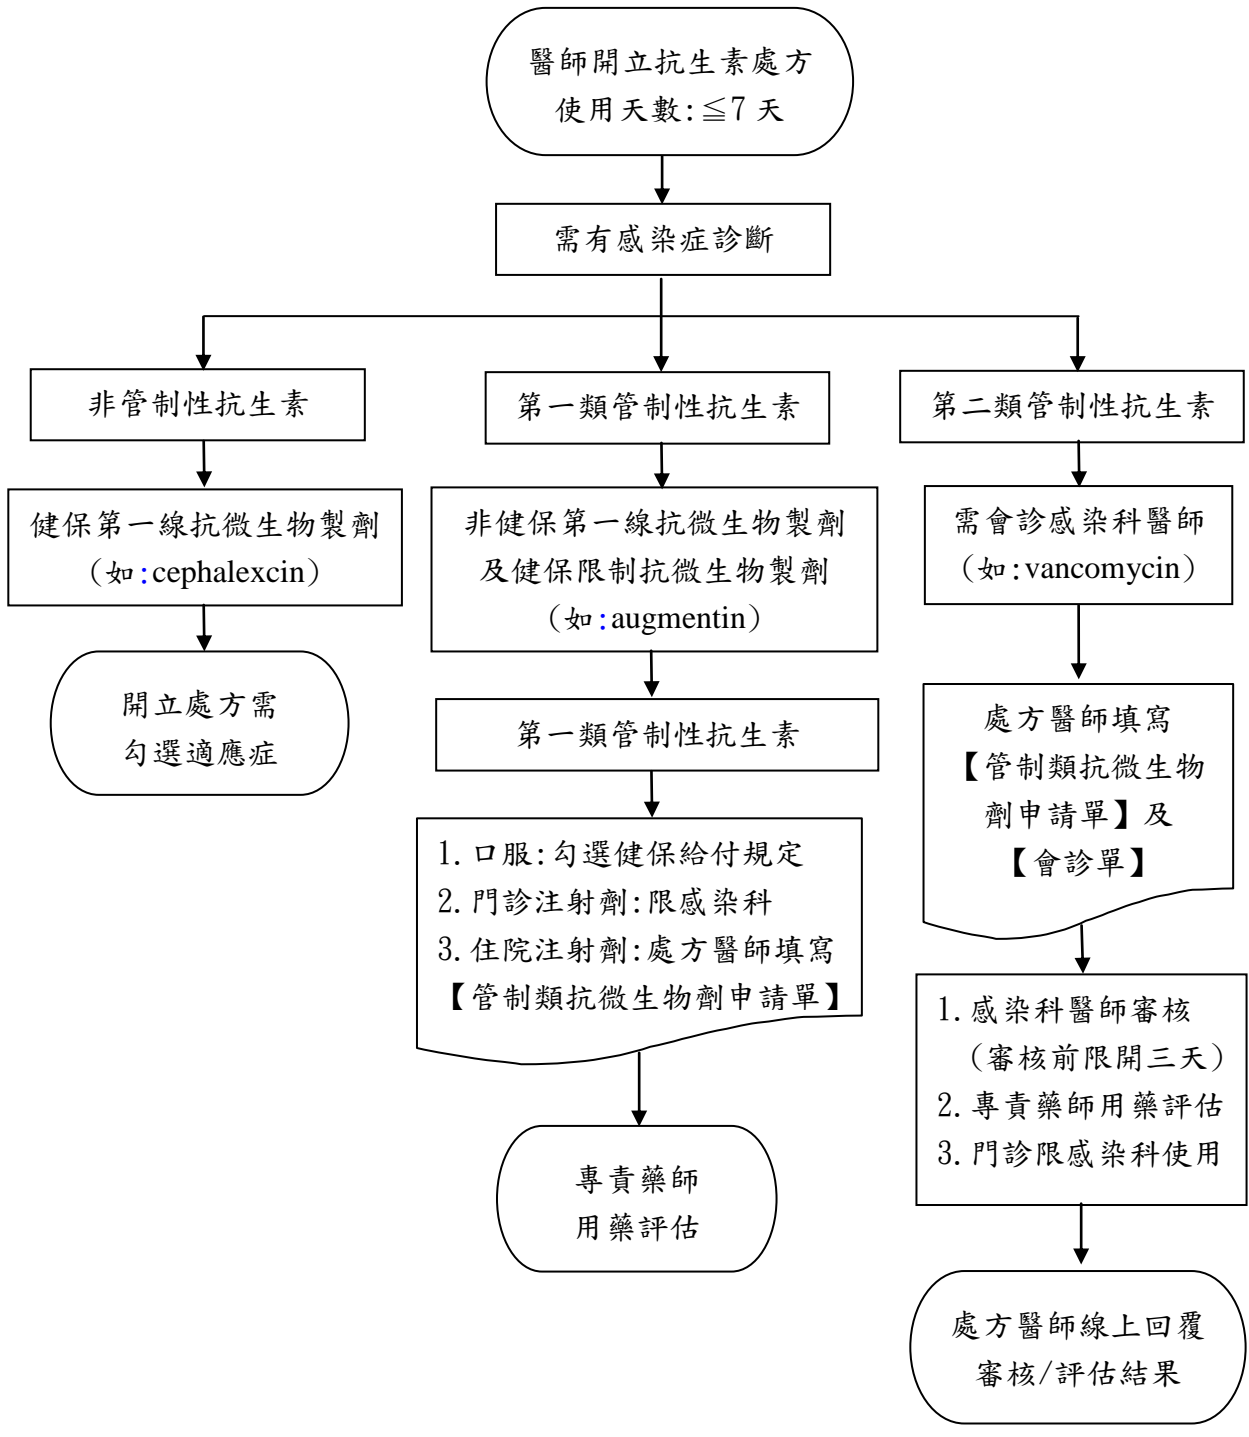 醫師開立抗生素處方
使用天數:≦7 天
需有感染症診斷
非管制性抗生素
健保第一線抗微生物製劑
（如:cephalexcin）
開立處方需
勾選適應症
第一類管制性抗生素
非健保第一線抗微生物製劑
及健保限制抗微生物製劑
（如:augmentin）
第一類管制性抗生素
1.口服:勾選健保給付規定
2.門診注射劑:限感染科
3.住院注射劑:處方醫師填寫
【管制類抗微生物劑申請單】
專責藥師
用藥評估
第二類管制性抗生素
需會診感染科醫師
（如:vancomycin）
處方醫師填寫
【管制類抗微生物
劑申請單】及
【會診單】
1.感染科醫師審核
（審核前限開三天）
2.專責藥師用藥評估
3.門診限感染科使用
處方醫師線上回覆
審核/評估結果